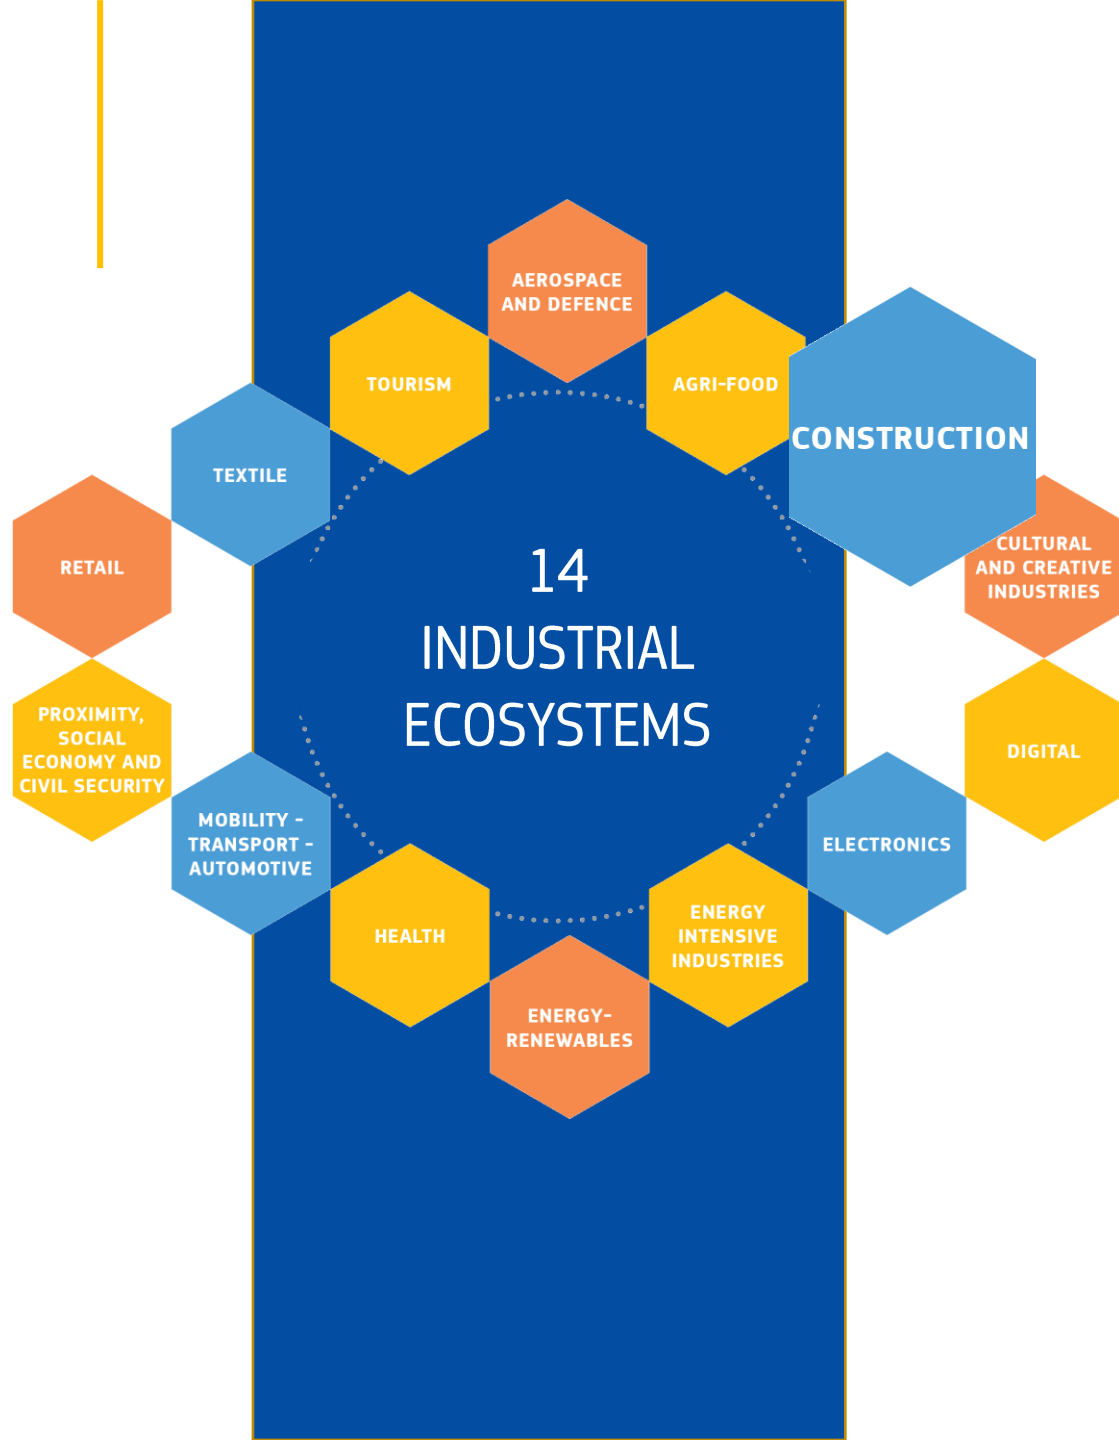 AEROSPACE
AND DEFENCE
TOURISM
AGRI-FOOD
CONSTRUCTION
TEXTILE
CULTURAL
AND CREATIVE
INDUSTRIES
RETAIL
14
INDUSTRIAL
ECOSYSTEMS
PROXIMITY,
SOCIAL
ECONOMY AND
CIVIL SECURITY
DIGITAL
MOBILITY -
TRANSPORT -
AUTOMOTIVE
ELECTRONICS
HEALTH
ENERGY
INTENSIVE
INDUSTRIES
ENERGY-
RENEWABLES